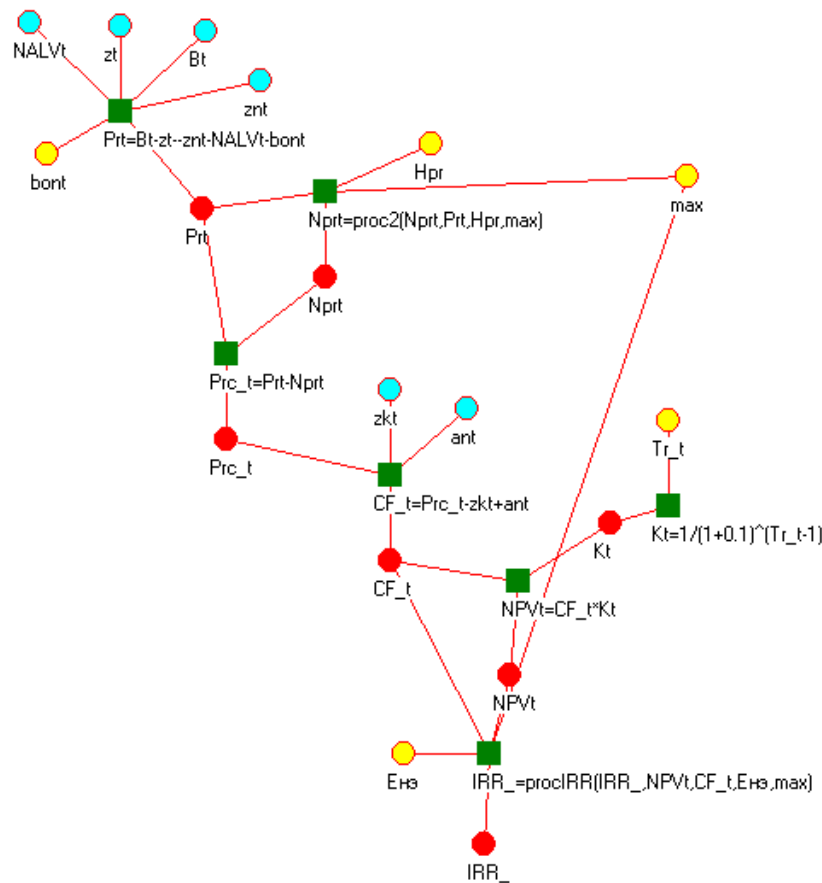 NALVt
zt
Bt
znt
Prt=Bt-zt--znt-NALVt-bont
bont
Hpr
max
Prt
Nprt=proc2(Nprt,Prt,Hpr,max)
Nprt
Prc_t=Prt-Nprt
zkt
ant
Tr_t
Prc_t
CF_t=Prc_t-zkt+ant
Kt=1/(1+0.1)^(Tr_t-1)
Kt
CF_t
NPVt=CF_t*Kt
NPVt
Енэ
IRR_=procIRR(IRR_,NPVt,CF_t,Енэ,max)
IRR_